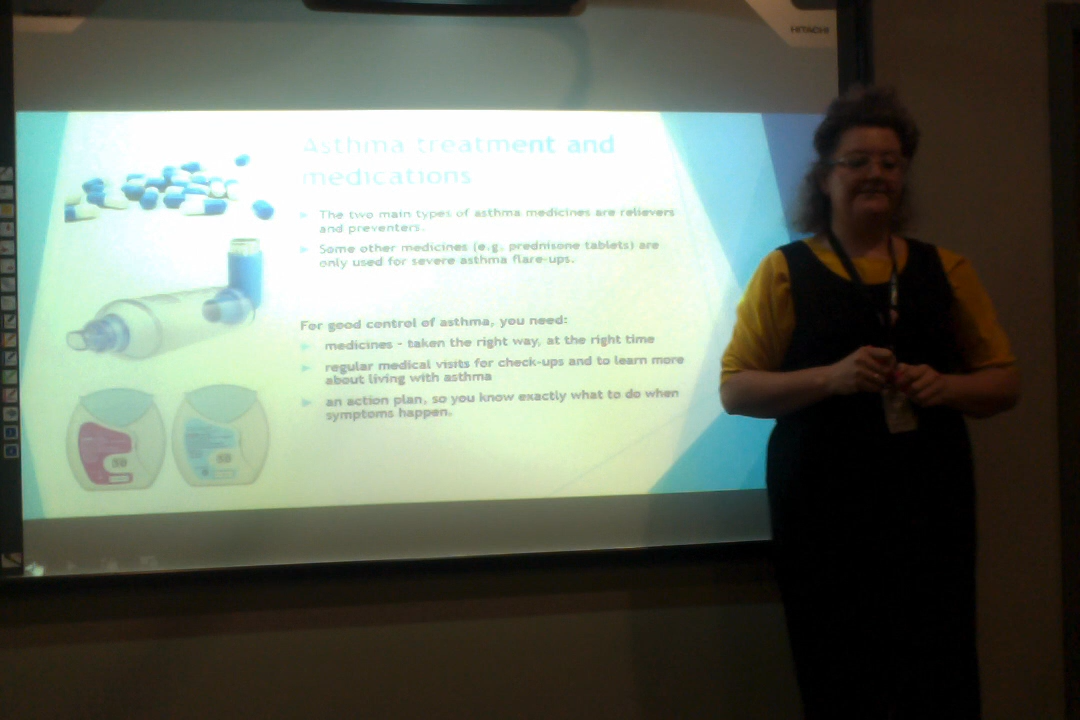 HITACHI
Asthma treatment and
medications
The two main types of asthma medicines are relievers
and preventers.
Some other medicines (e.g. prednisone tablets) are
only used for severe asthma flare-ups.
For good control of asthma, you need:
medicines - taken the right way, at the right time
regular medical visits for check-ups and to learn more
about living with asthma
an action plan, so you know exactly what to do when
symptoms happen.